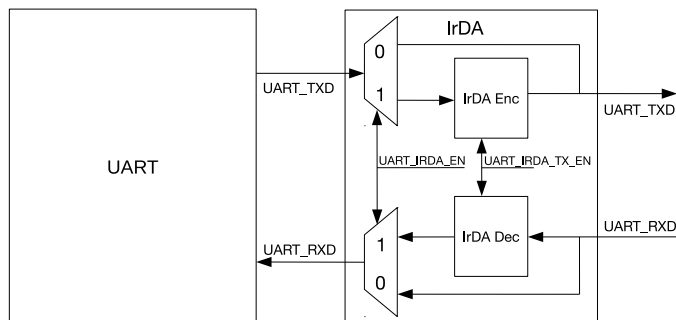 IrDA
0
UART_TXD
1
IrDA Enc
UART_TXD
UART
UART_IRDA_EN
UART_IRDA_TX_EN
UART_RXD
1
IrDA Dec
UART_RXD
0